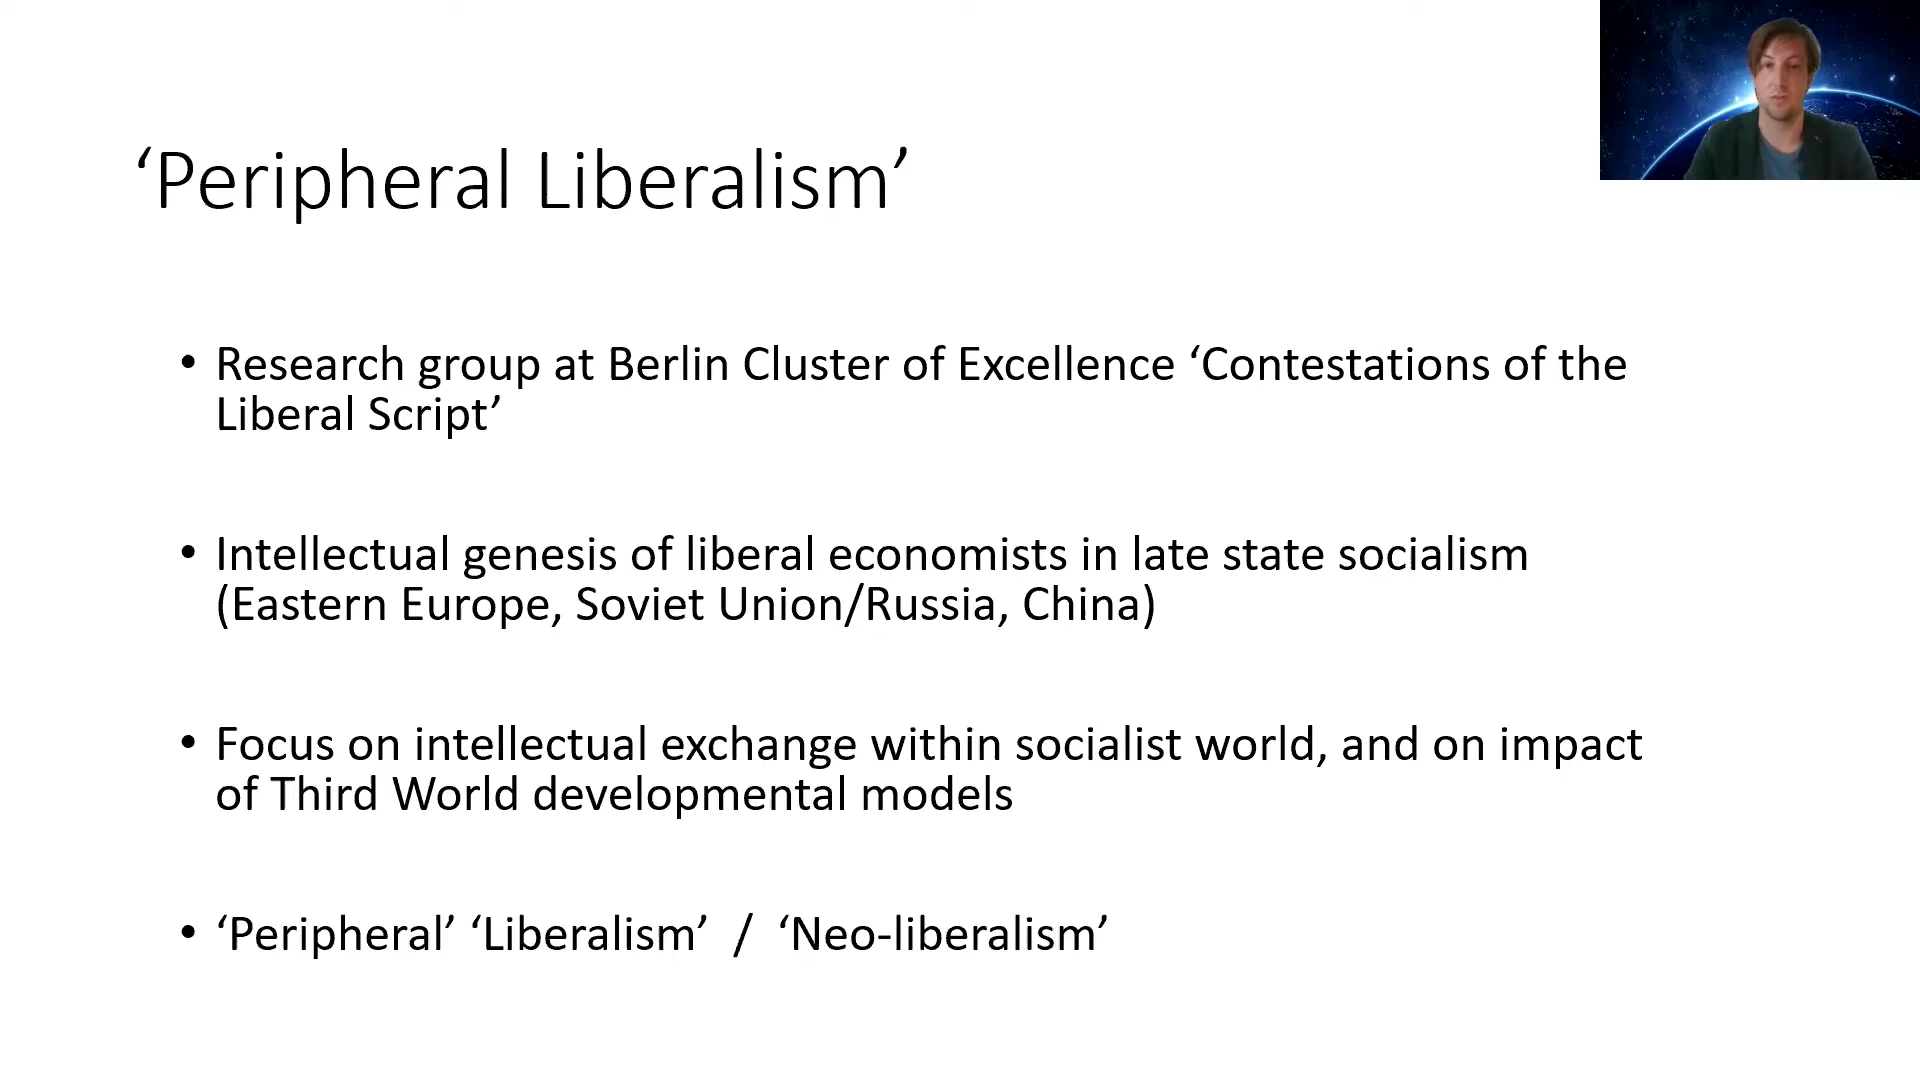 ‘Peripheral Liberalism’
• Research group at Berlin Cluster of Excellence ‘Contestations of the
Liberal Script’
• Intellectual genesis of liberal economists in late state socialism
(Eastern Europe, Soviet Union/Russia, China)
• Focus on intellectual exchange within socialist world, and on impact
of Third World developmental models
• ‘Peripheral’ ‘Liberalism’ / ‘Neo-liberalism’